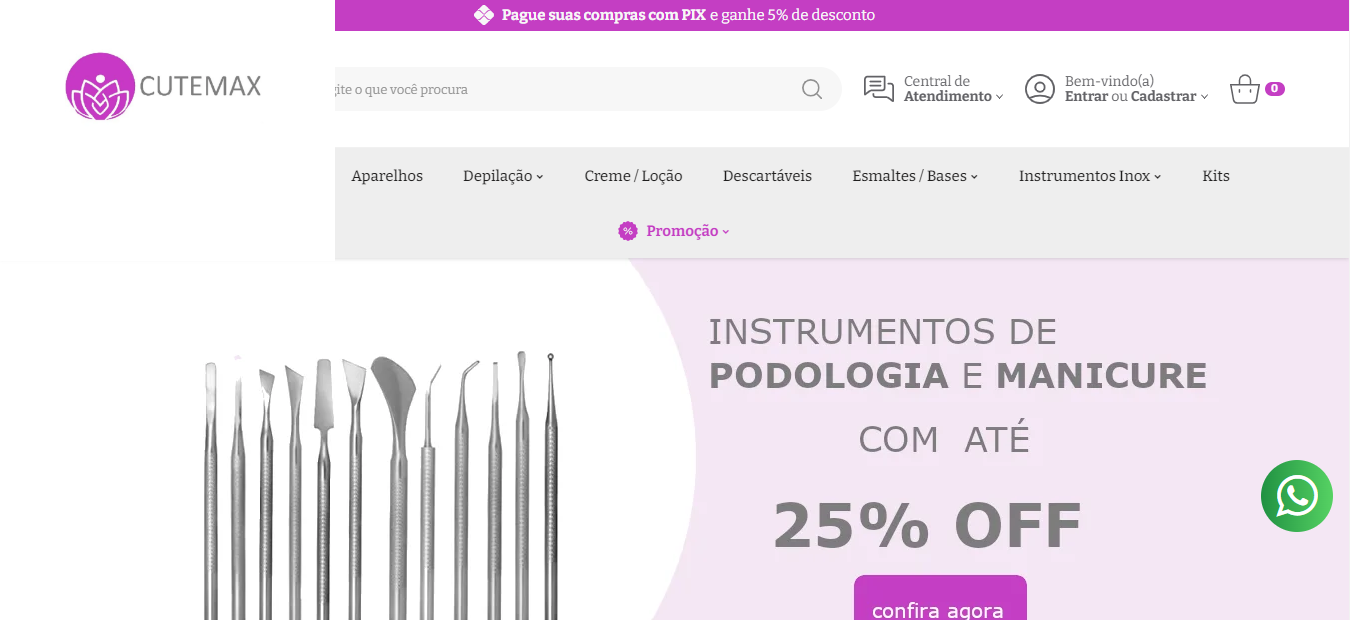 Pague suas compras com PIX e ganhe 5% de desconto
CUTEMAX
ite o que você procura
Central de
Atendimento
Bem-vindo(a)
Entrar ou Cadastrar
0
Aparelhos
Depilação
Creme / Loção
Descartáveis
Esmaltes / Bases
Instrumentos Inox
Kits
% Promoção
INSTRUMENTOS DE
PODOLOGIA E MANICURE
COM ATÉ
25% OFF
confira agora